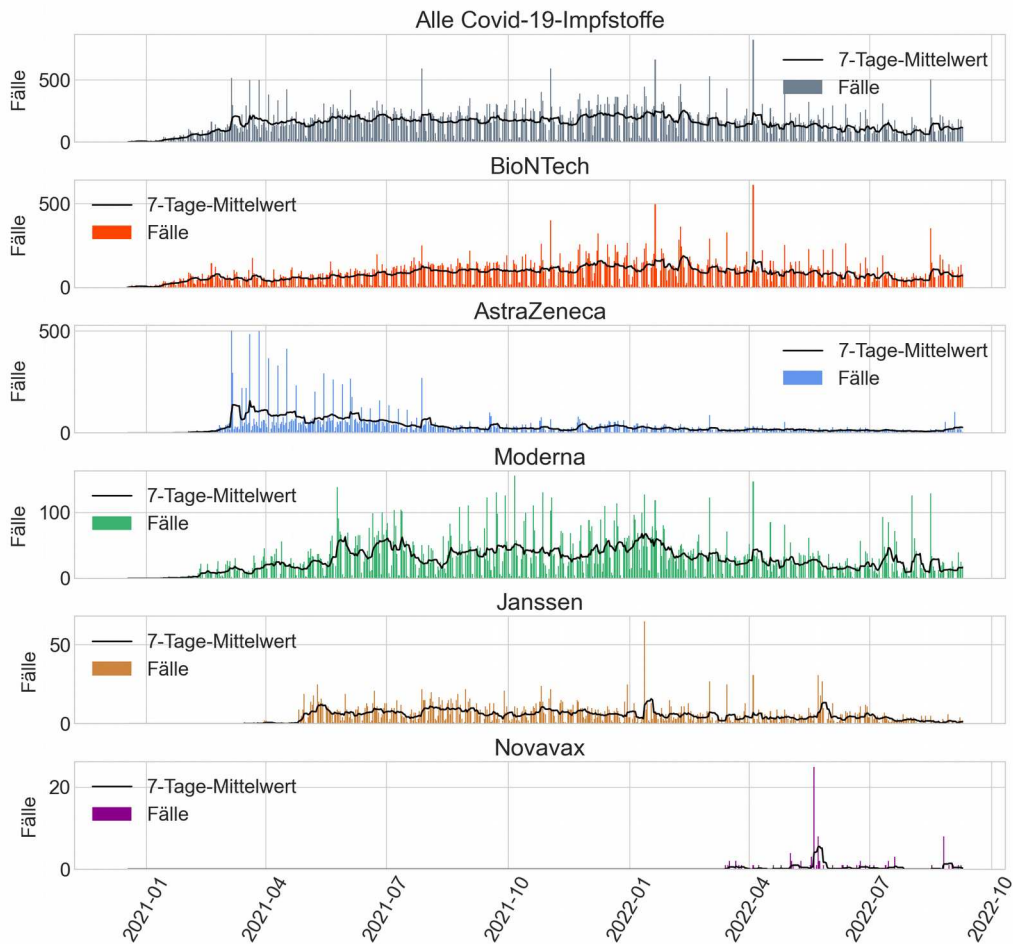 Alle Covid-19-Impfstoffe
Fälle
500
0
7-Tage-Mittelwert
Fälle
BioNTech
Fälle
500
0
7-Tage-Mittelwert
Fälle
AstraZeneca
Fälle
500
0
7-Tage-Mittelwert
Fälle
Moderna
Fälle
100
0
7-Tage-Mittelwert
Fälle
Janssen
Fälle
50
0
7-Tage-Mittelwert
Fälle
Novavax
Fälle
20
0
7-Tage-Mittelwert
Fälle
2021-01
2021-04
2021-07
2021-10
2022-01
2022-04
2022-07
2022-10